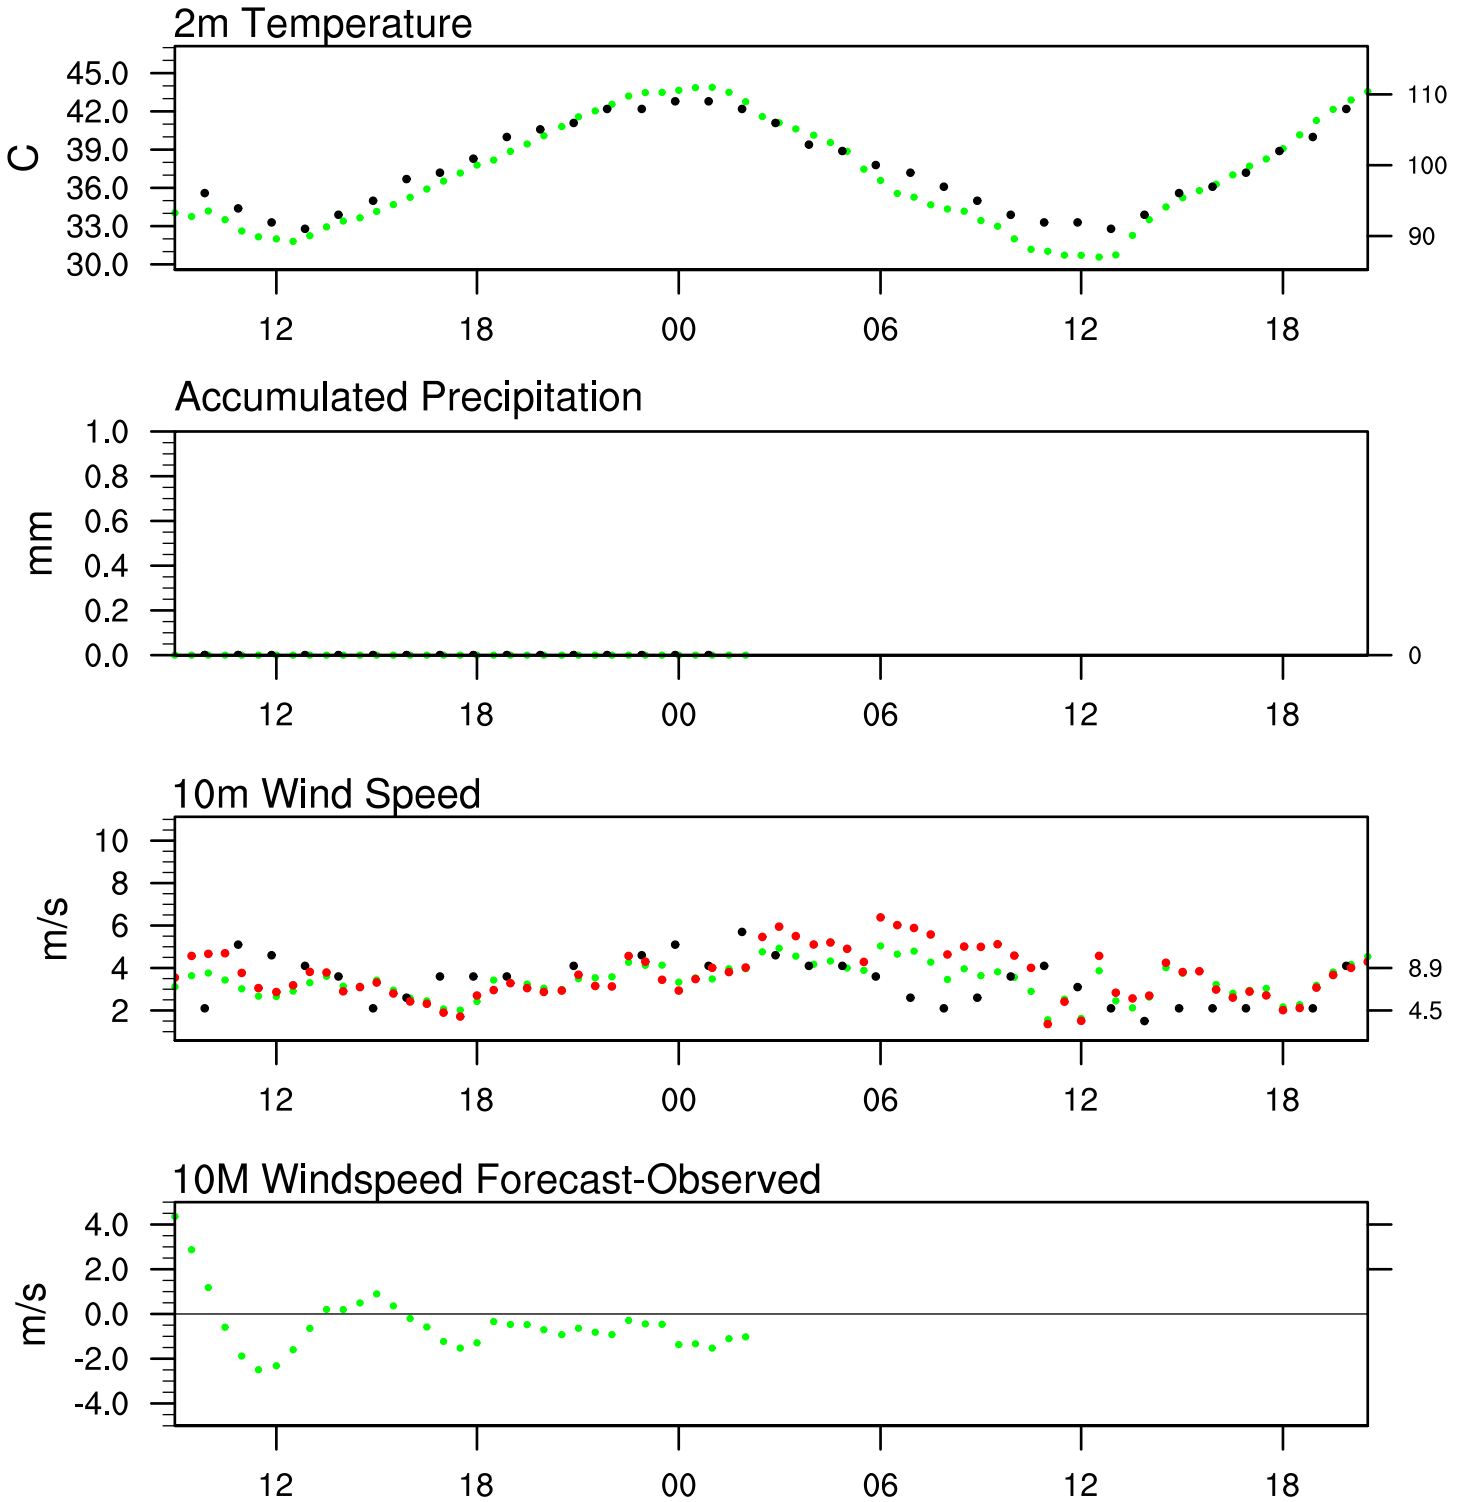 2m Temperature
45.0
42.0
39.0
36.0
33.0
30.0
C
110
100
90
12 18 00 06 12 18
Accumulated Precipitation
1.0
0.8
0.6
0.4
0.2
0.0
mm
0
12 18 00 06 12 18
10m Wind Speed
10
8
6
4
2
m/s
8.9
4.5
12 18 00 06 12 18
10M Windspeed Forecast-Observed
4.0
2.0
0.0
-2.0
-4.0
m/s
12 18 00 06 12 18